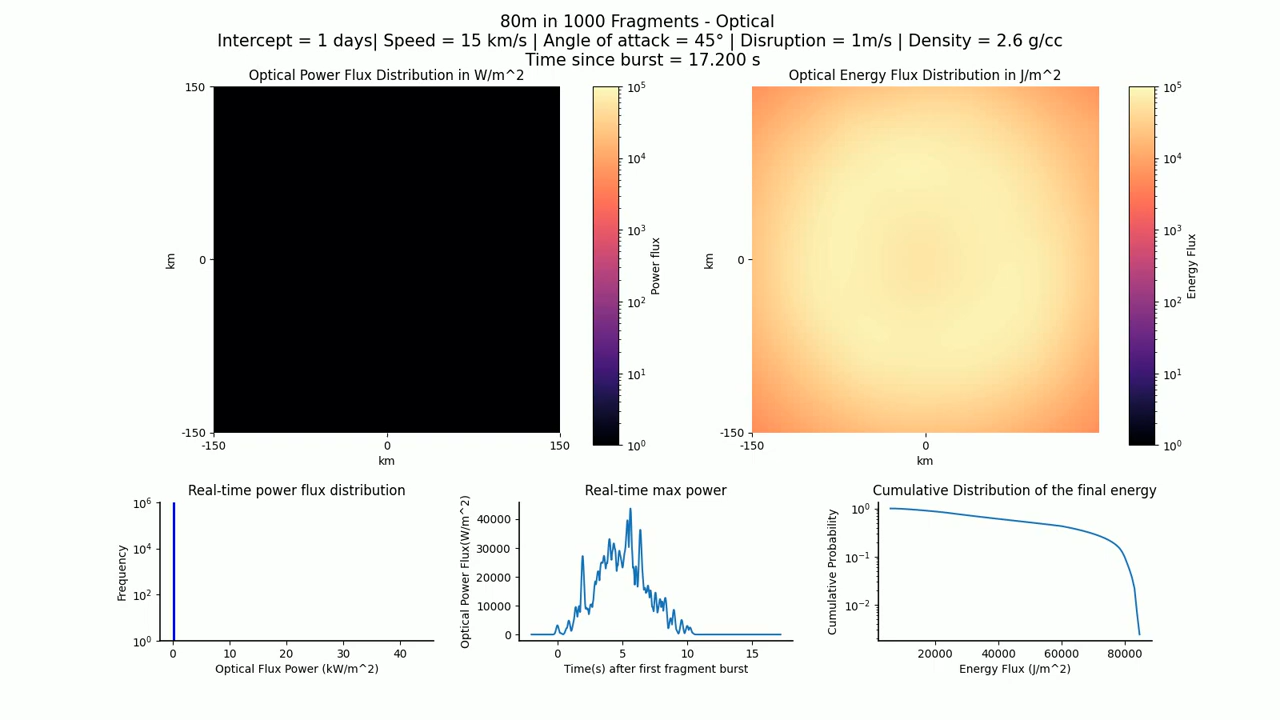 80m in 1000 Fragments - Optical
Intercept = 1 days| Speed = 15 km/s | Angle of attack = 45° | Disruption = 1m/s | Density = 2.6 g/cc
Time since burst = 17.200 s
Optical Power Flux Distribution in W/m^2
150
0
-150
km
-150
0
150
km
10^5
10^4
10^3
10^2
10^1
10^0
Power flux
Optical Energy Flux Distribution in J/m^2
0
-150
km
-150
0
km
10^5
10^4
10^3
10^2
10^1
10^0
Energy Flux
Real-time power flux distribution
10^6
10^4
10^2
10^0
Frequency
0
10
20
30
40
Optical Flux Power (kW/m^2)
Real-time max power
40000
30000
20000
10000
0
Optical Power Flux(W/m^2)
0
5
10
15
Time(s) after first fragment burst
Cumulative Distribution of the final energy
10^0
10^-1
10^-2
Cumulative Probability
20000
40000
60000
80000
Energy Flux (J/m^2)